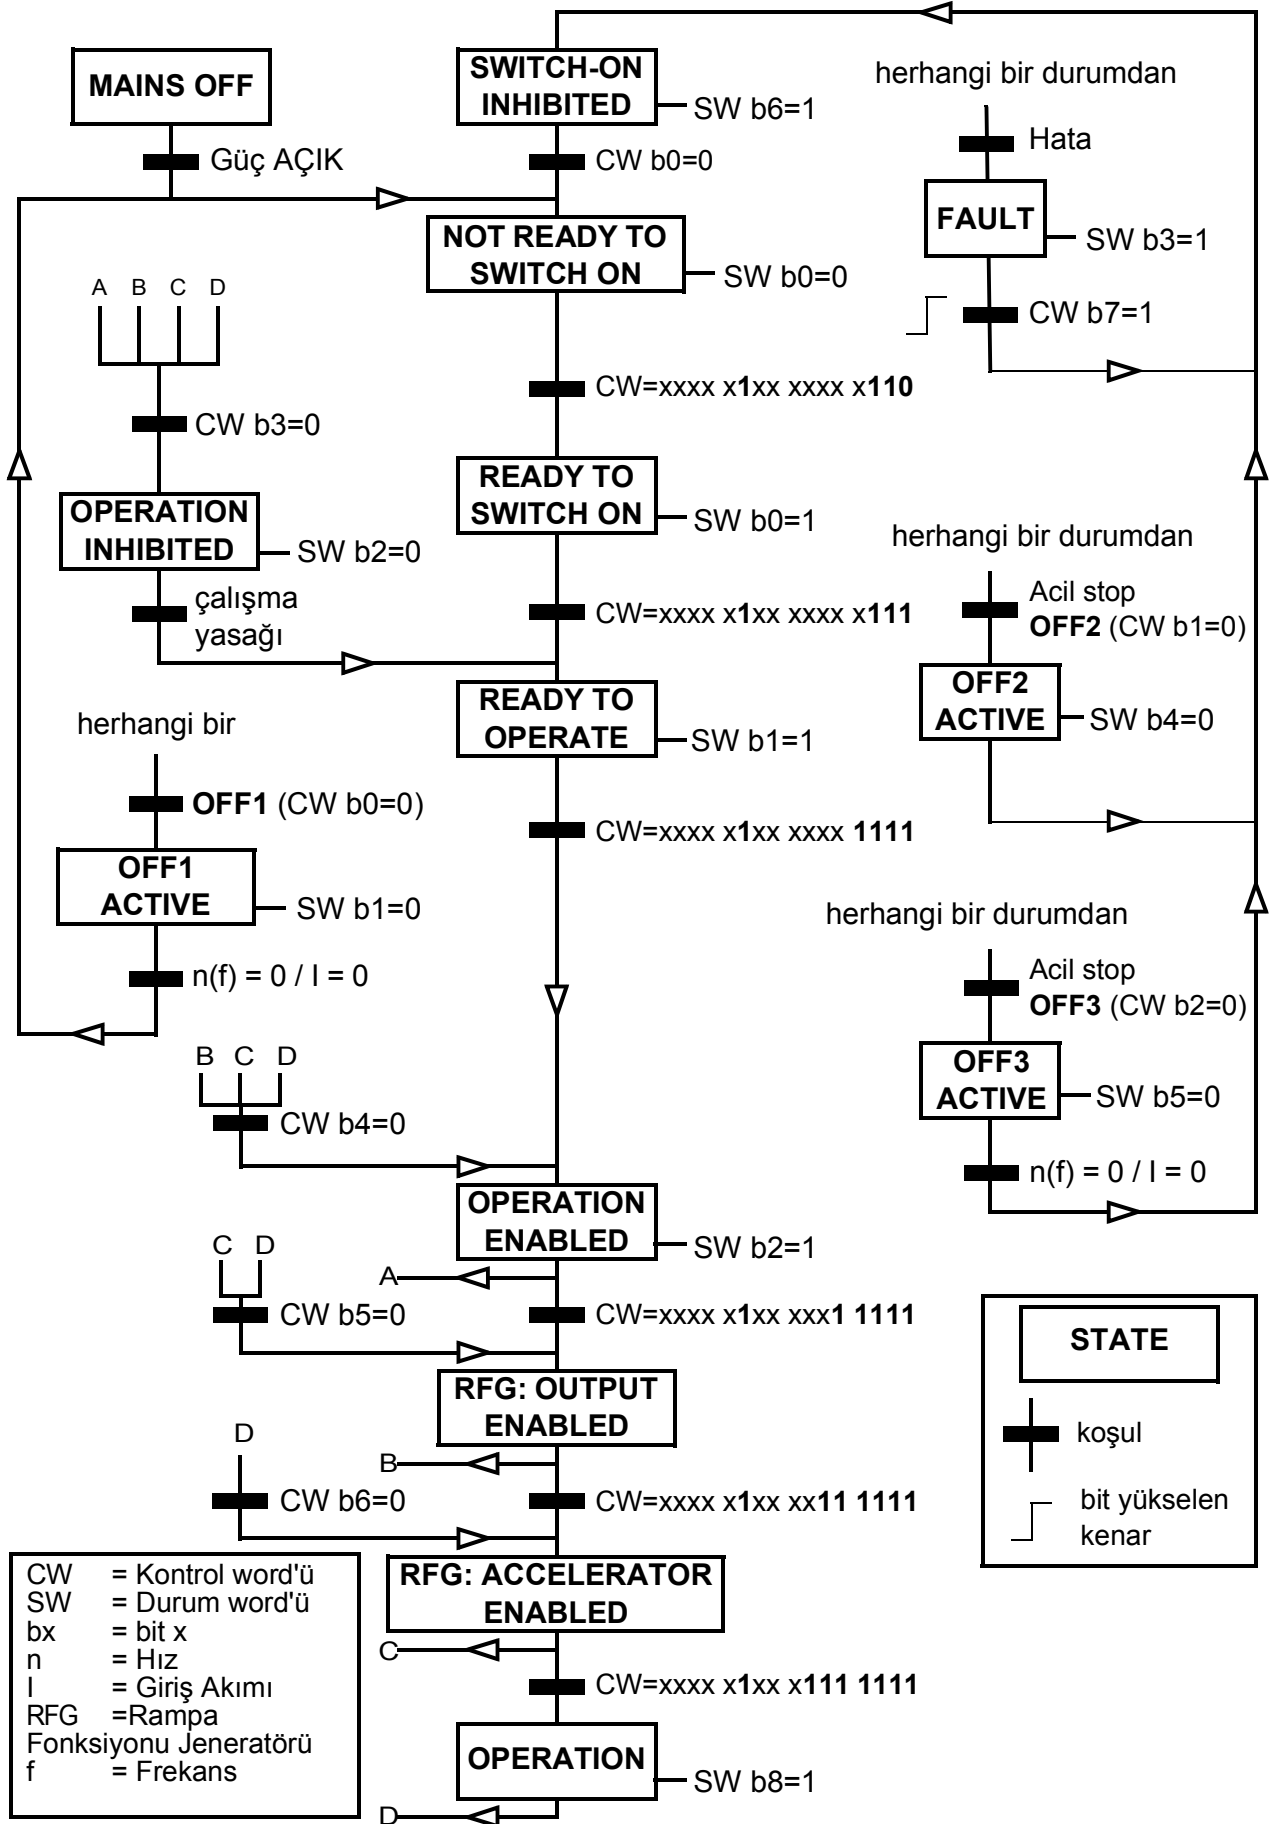 MAINS OFF
Güç AÇIK
SWITCH-ON
INHIBITED
SW b6=1
CW b0=0
NOT READY TO
SWITCH ON
SW b0=0
herhangi bir durumdan
Hata
FAULT
SW b3=1
CW b7=1
A B C D
CW b3=0
OPERATION
INHIBITED
SW b2=0
çalışma
yasağı
CW=xxxx x1xx xxxx x110
READY TO
SWITCH ON
SW b0=1
CW=xxxx x1xx xxxx x111
READY TO
OPERATE
SW b1=1
CW=xxxx x1xx xxxx 1111
herhangi bir durumdan
Acil stop
OFF2 (CW b1=0)
OFF2
ACTIVE
SW b4=0
herhangi bir
OFF1 (CW b0=0)
OFF1
ACTIVE
SW b1=0
n(f) = 0 / I = 0
herhangi bir durumdan
Acil stop
OFF3 (CW b2=0)
OFF3
ACTIVE
SW b5=0
n(f) = 0 / I = 0
B C D
CW b4=0
OPERATION
ENABLED
SW b2=1
A
C D
CW b5=0
CW=xxxx x1xx xxx1 1111
RFG: OUTPUT
ENABLED
B
D
CW b6=0
CW=xxxx x1xx xx11 1111
RFG: ACCELERATOR
ENABLED
C
CW=xxxx x1xx x111 1111
OPERATION
SW b8=1
D
STATE
koşul
bit yükselen
kenar
CW = Kontrol word'ü
SW = Durum word'ü
bx = bit x
n = Hız
I = Giriş Akımı
RFG =Rampa
Fonksiyonu Jeneratörü
f = Frekans